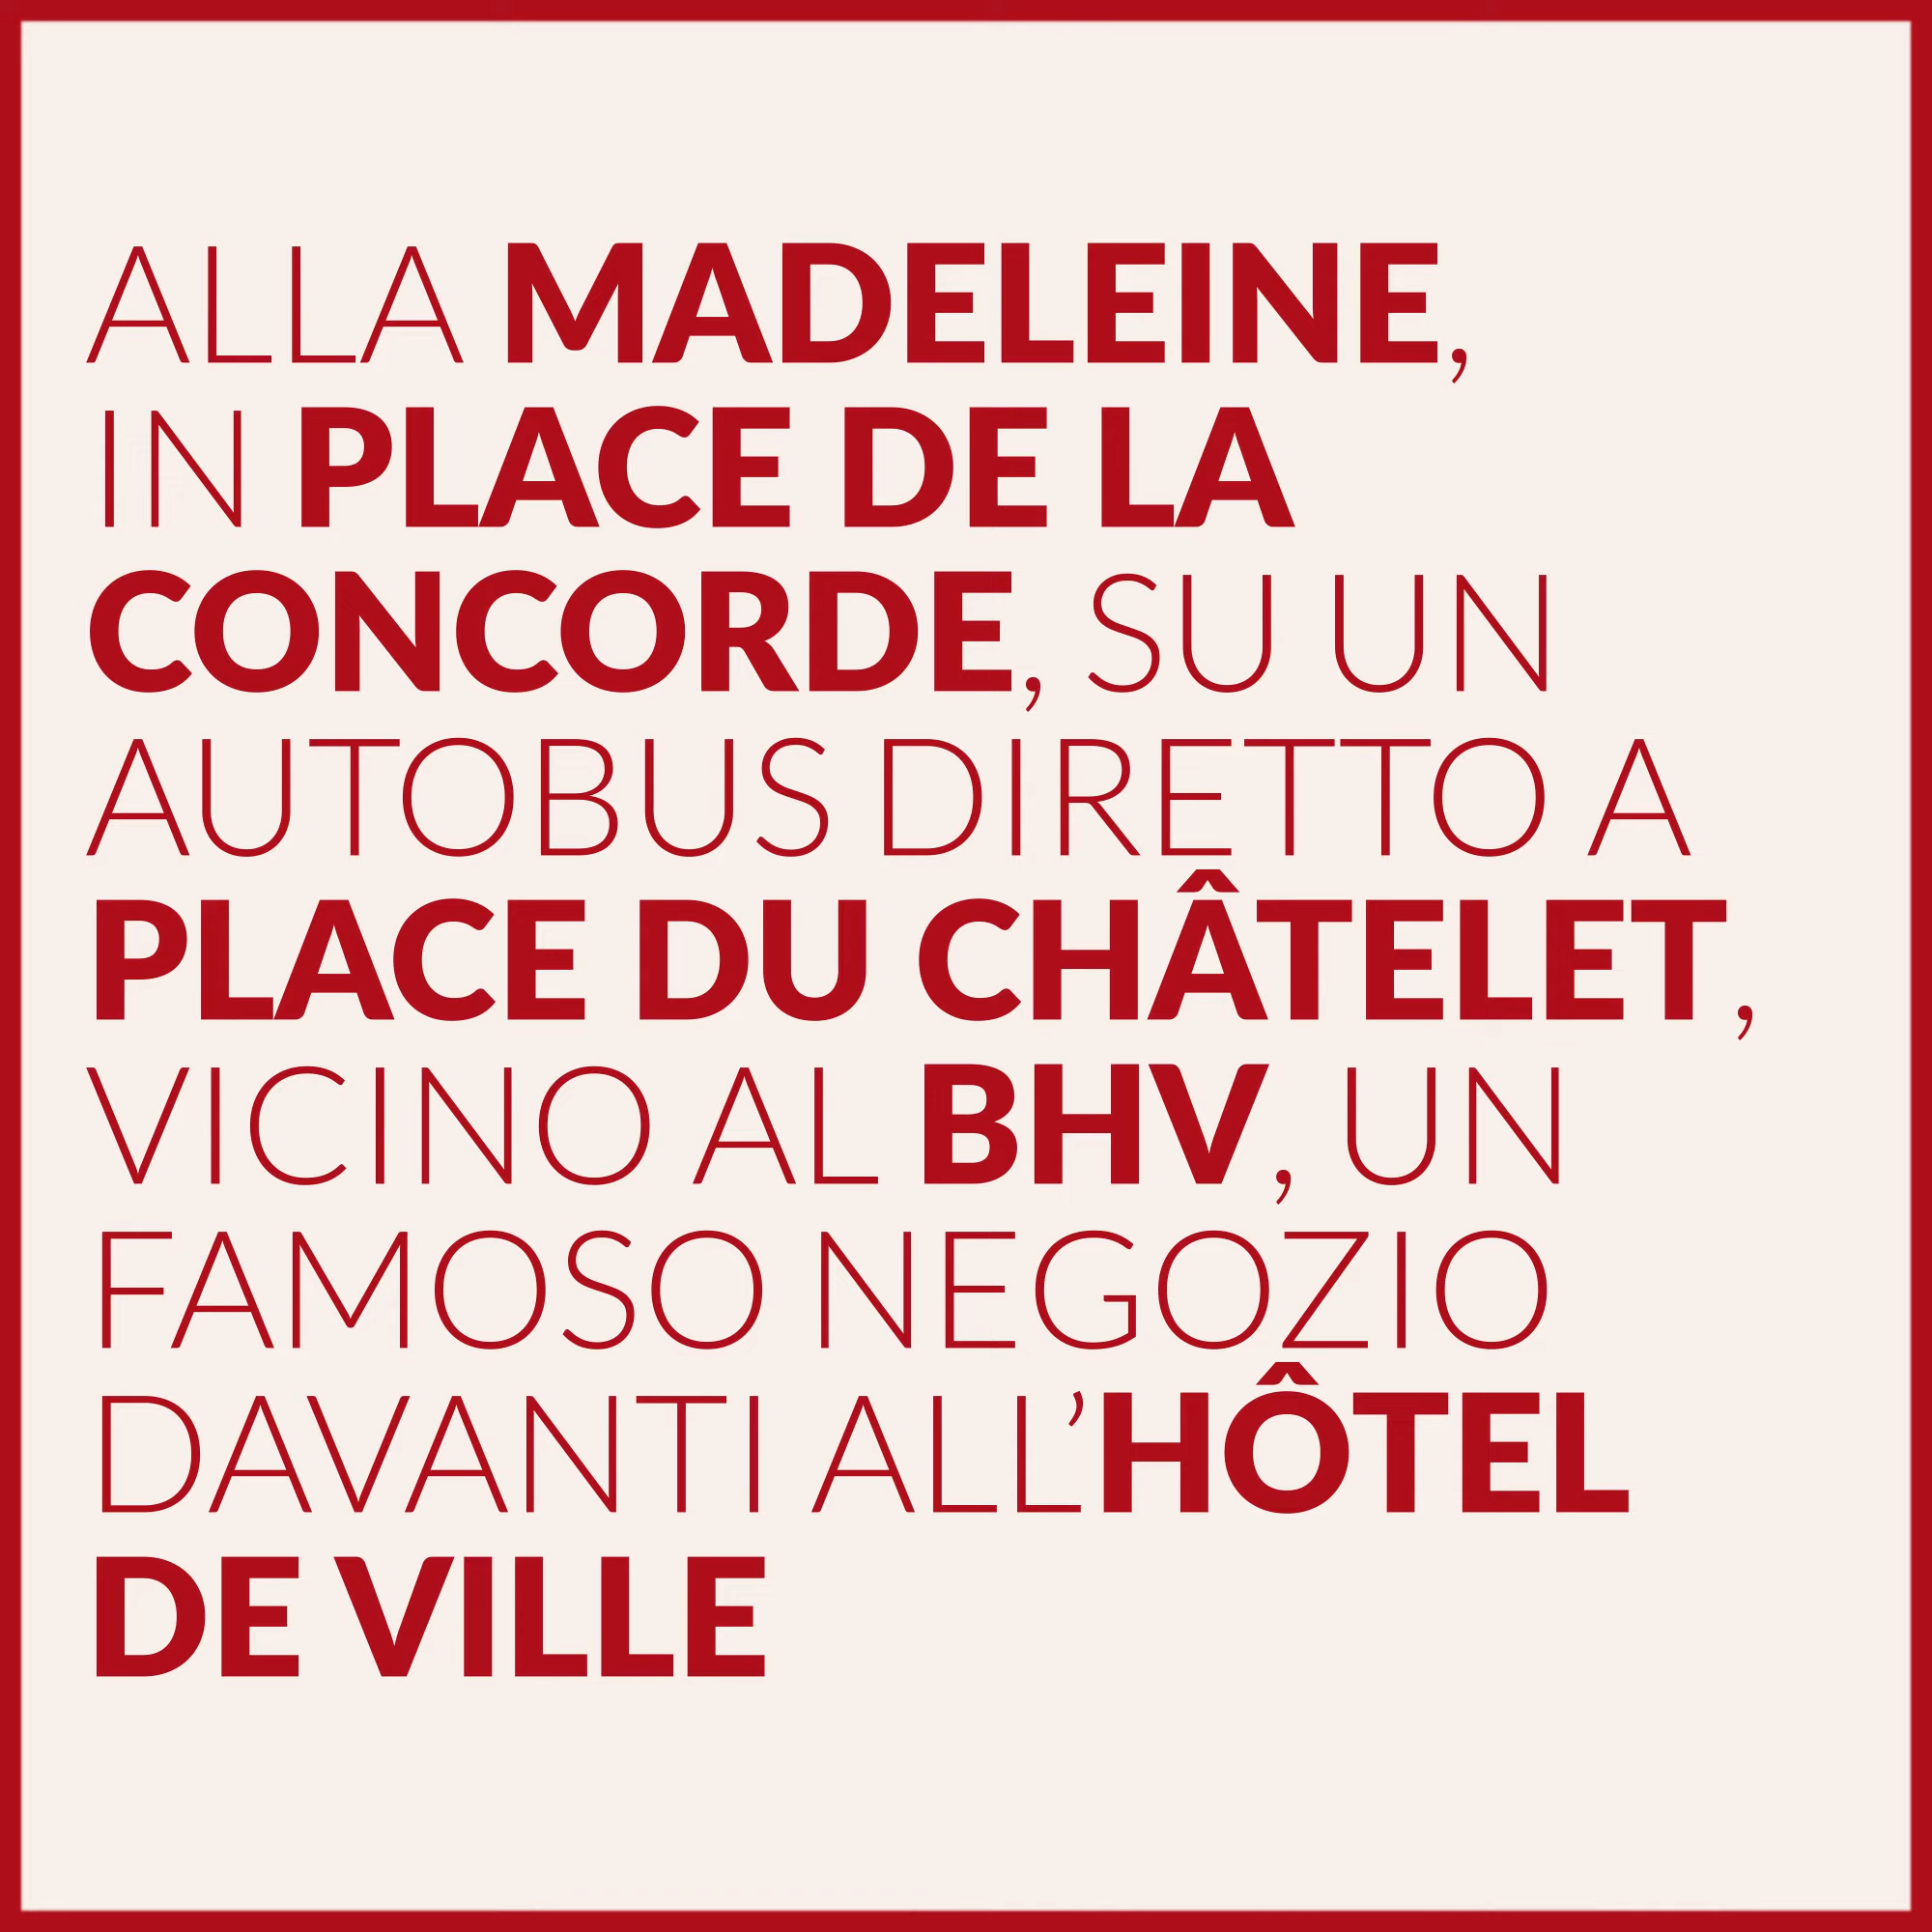 ALLA MADELEINE,
IN PLACE DE LA
CONCORDE, SU UN
AUTOBUS DIRETTO A
PLACE DU CHÂTELET,
VICINO AL BHV, UN
FAMOSO NEGOZIO
DAVANTI ALL’HÔTEL
DE VILLE